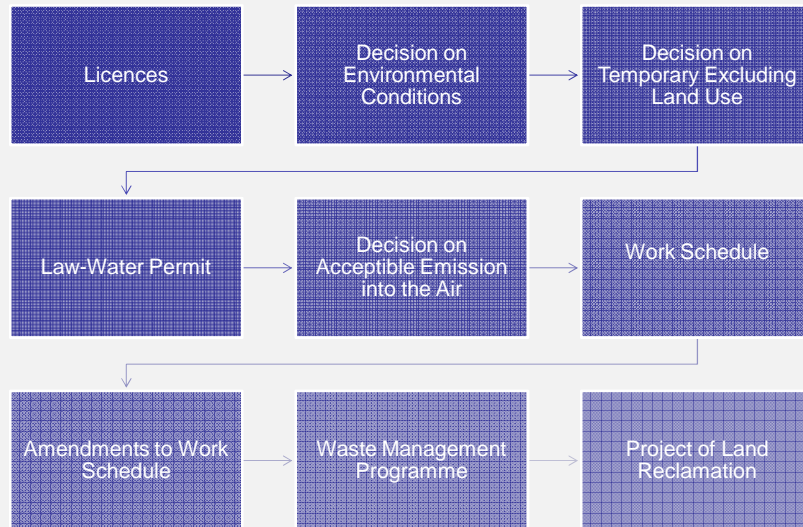 Licences
Decision on
Environmental
Conditions
Decision on
Temporary Excluding
Land Use
Law-Water Permit
Decision on
Acceptible Emission
into the Air
Work Schedule
Amendments to Work
Schedule
Waste Management
Programme
Project of Land
Reclamation